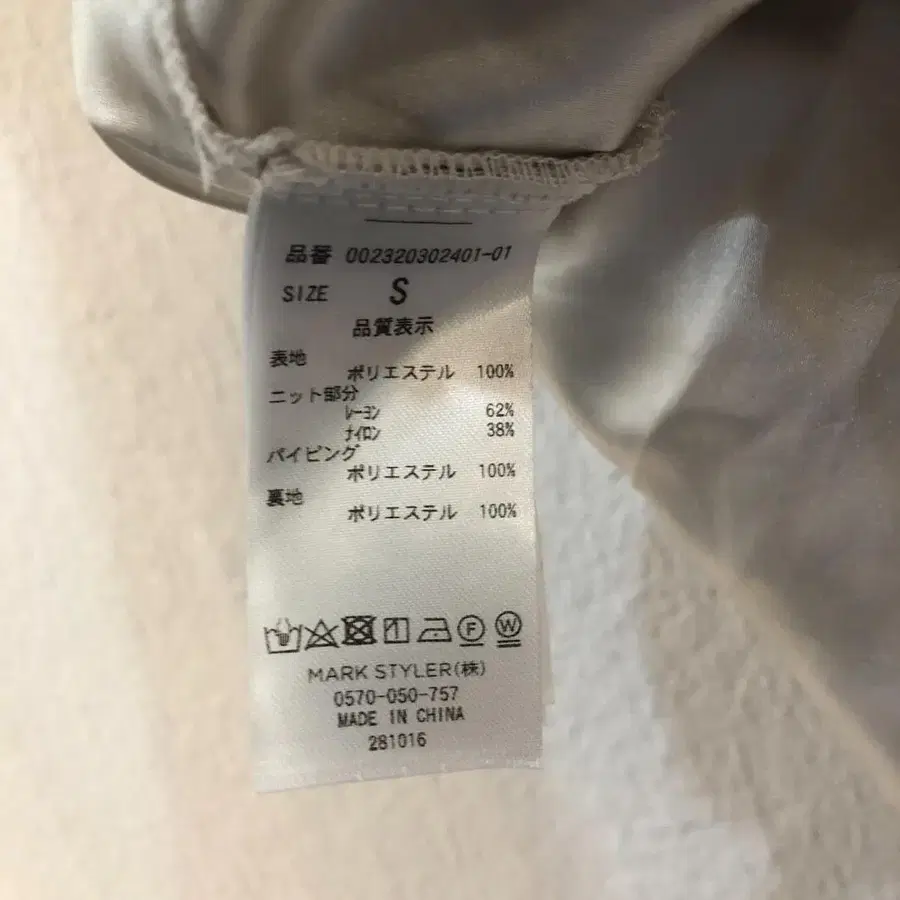 品番 002320302401-01
SIZE S
品質表示
表地
ポリエステル 100%
ニット部分
レーヨン 62%
ナイロン 38%
パイピング
ポリエステル 100%
裏地
ポリエステル 100%
F W
MARK STYLER(株)
0570-050-757
MADE IN CHINA
281016